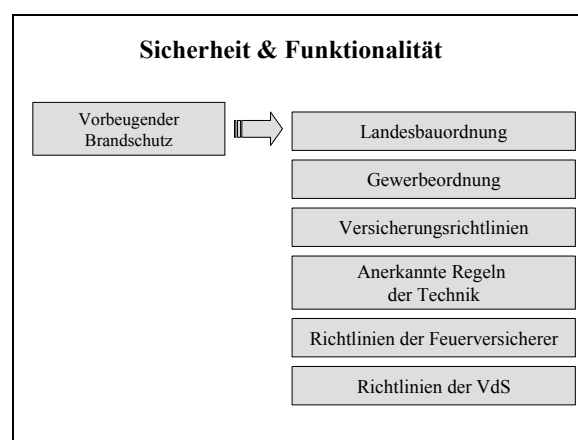 Sicherheit & Funktionalität
Vorbeugender
Brandschutz
Landesbauordnung
Gewerbeordnung
Versicherungsrichtlinien
Anerkannte Regeln
der Technik
Richtlinien der Feuerversicherer
Richtlinien der VdS